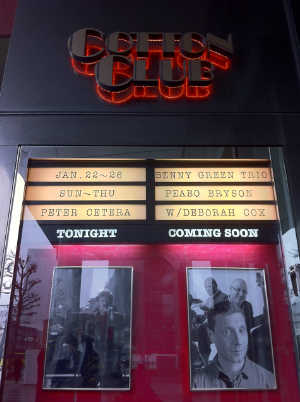 COTTON
CLUB
JAN.22~26
SUN~THU
PETER CETERA
TONIGHT
BENNY GREEN TRIO
PEABO BRYSON
W/DEBORAH COX
COMING SOON